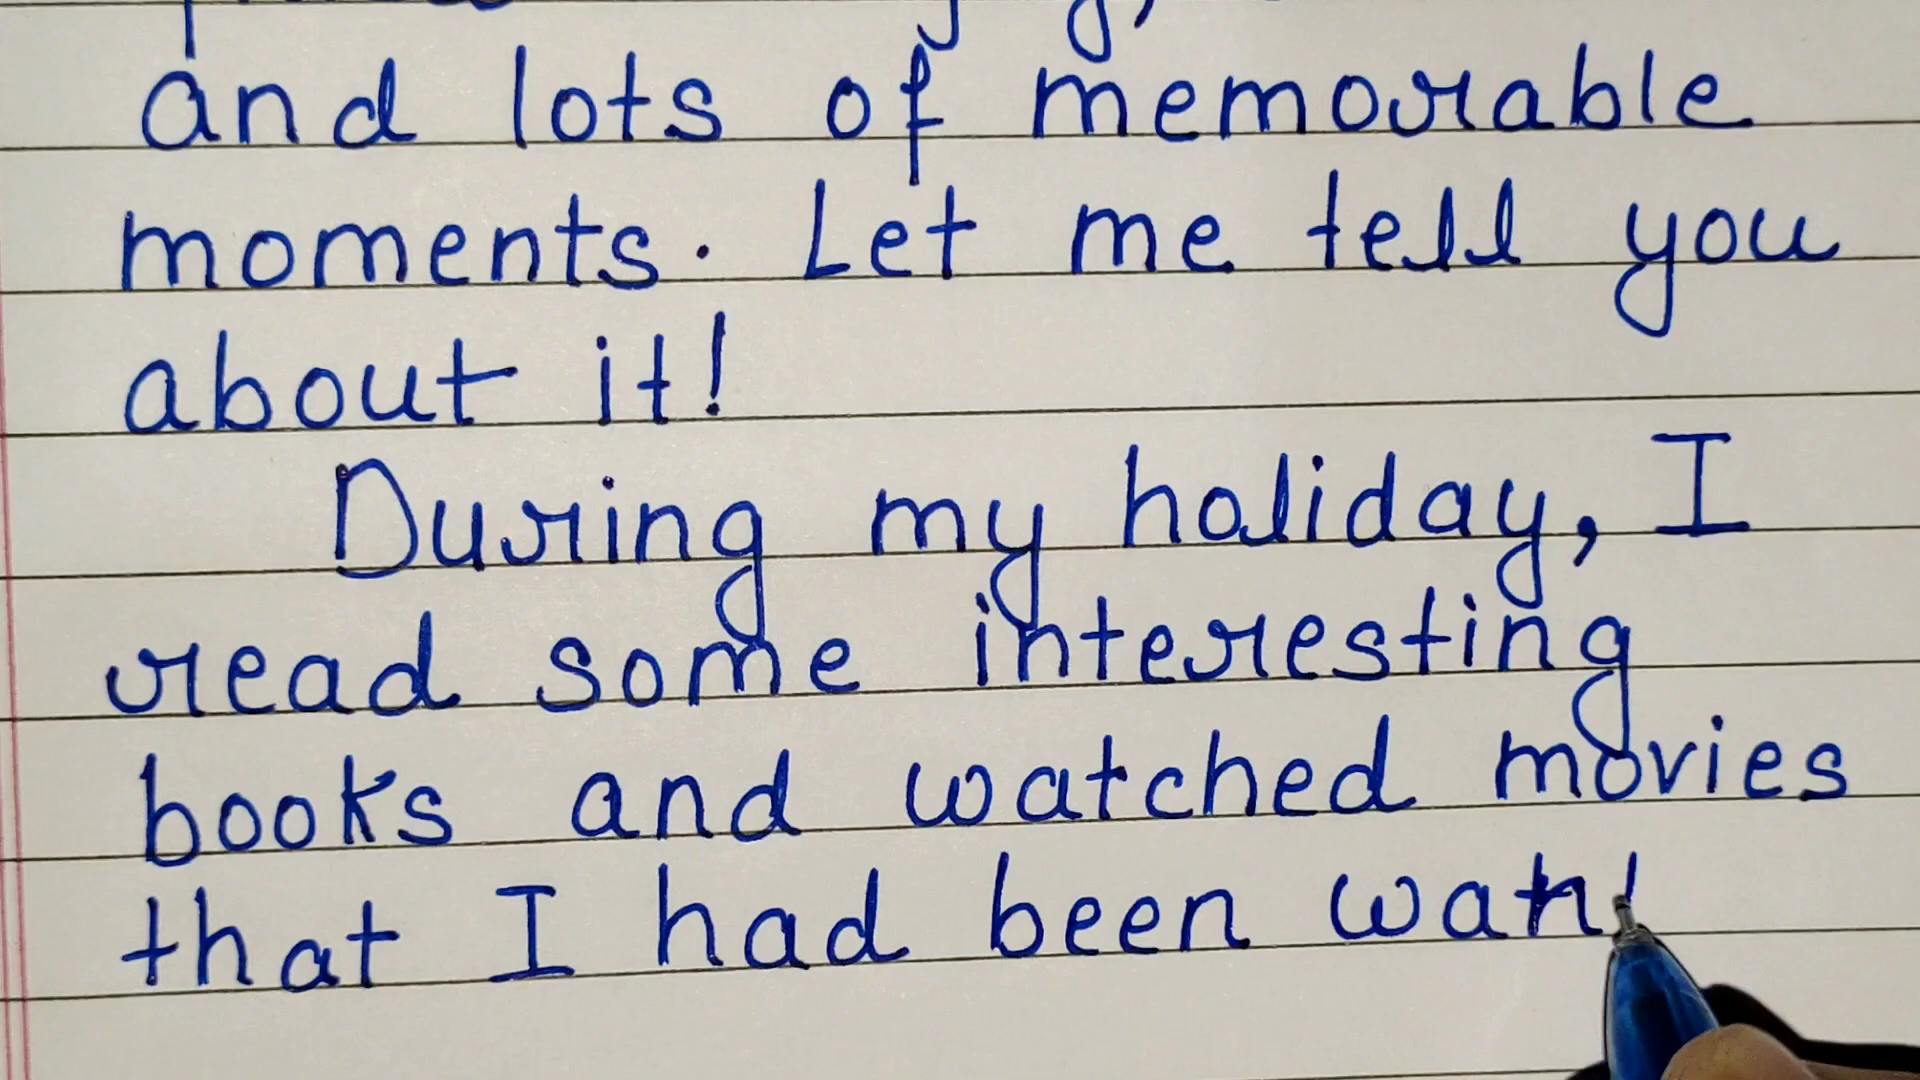 and lots of memorable
moments. Let me tell you
about it!
During my holiday, I
read some interesting
books and watched movies
that I had been